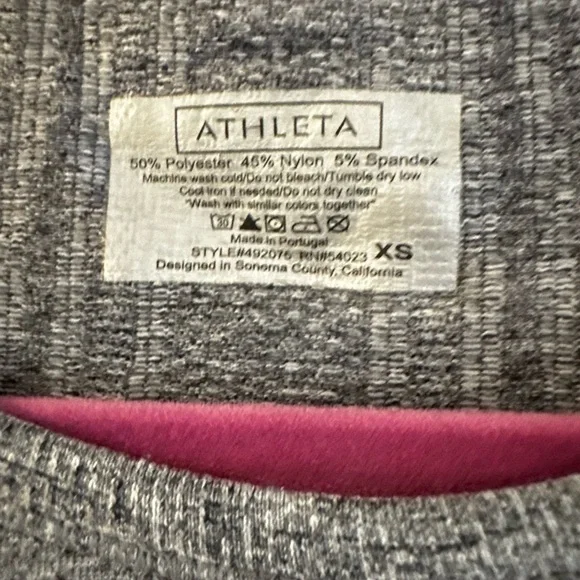 ATHLETA
50% Polyester 45% Nylon 5% Spandex
Machine wash cold/Do not bleach/Tumble dry low
Cool iron if needed/Do not dry clean
"Wash with similar colors together"
30
Made in Portugal
STYLE#492076 RN#54023 XS
Designed in Sonoma County, California